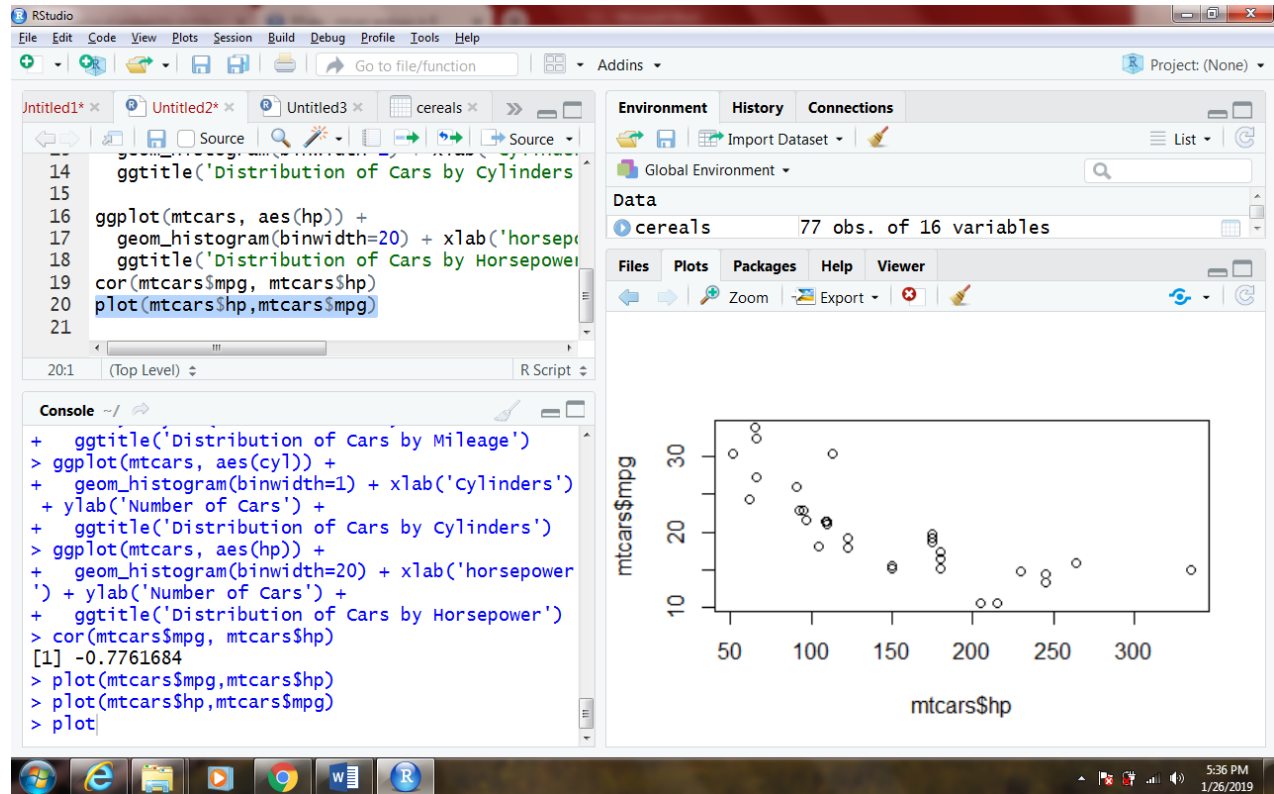 RStudio
File Edit Code View Plots Session Build Debug Profile Tools Help
Go to file/function
Addins
Project: (None)
Untitled1*
Untitled2*
Untitled3
cereals
Source
Source
14 ggtitle('Distribution of Cars by Cylinders
15
16 ggplot(mtcars, aes(hp)) +
17 geom_histogram(binwidth=20) + xlab('horsepo
18 ggtitle('Distribution of Cars by Horsepower
19 cor(mtcars$mpg, mtcars$hp)
20 plot(mtcars$hp,mtcars$mpg)
21
20:1 (Top Level) R Script
Console ~/
+ ggtitle('Distribution of Cars by Mileage')
> ggplot(mtcars, aes(cyl)) +
+ geom_histogram(binwidth=1) + xlab('Cylinders')
+ ylab('Number of Cars') +
+ ggtitle('Distribution of Cars by Cylinders')
> ggplot(mtcars, aes(hp)) +
+ geom_histogram(binwidth=20) + xlab('horsepower
') + ylab('Number of Cars') +
+ ggtitle('Distribution of Cars by Horsepower')
> cor(mtcars$mpg, mtcars$hp)
[1] -0.7761684
> plot(mtcars$mpg,mtcars$hp)
> plot(mtcars$hp,mtcars$mpg)
> plot
Environment History Connections
Import Dataset
List
Global Environment
Data
cereals 77 obs. of 16 variables
Files Plots Packages Help Viewer
Zoom Export
mtcars$mpg
30
20
10
50 100 150 200 250 300
mtcars$hp
5:36 PM
1/26/2019